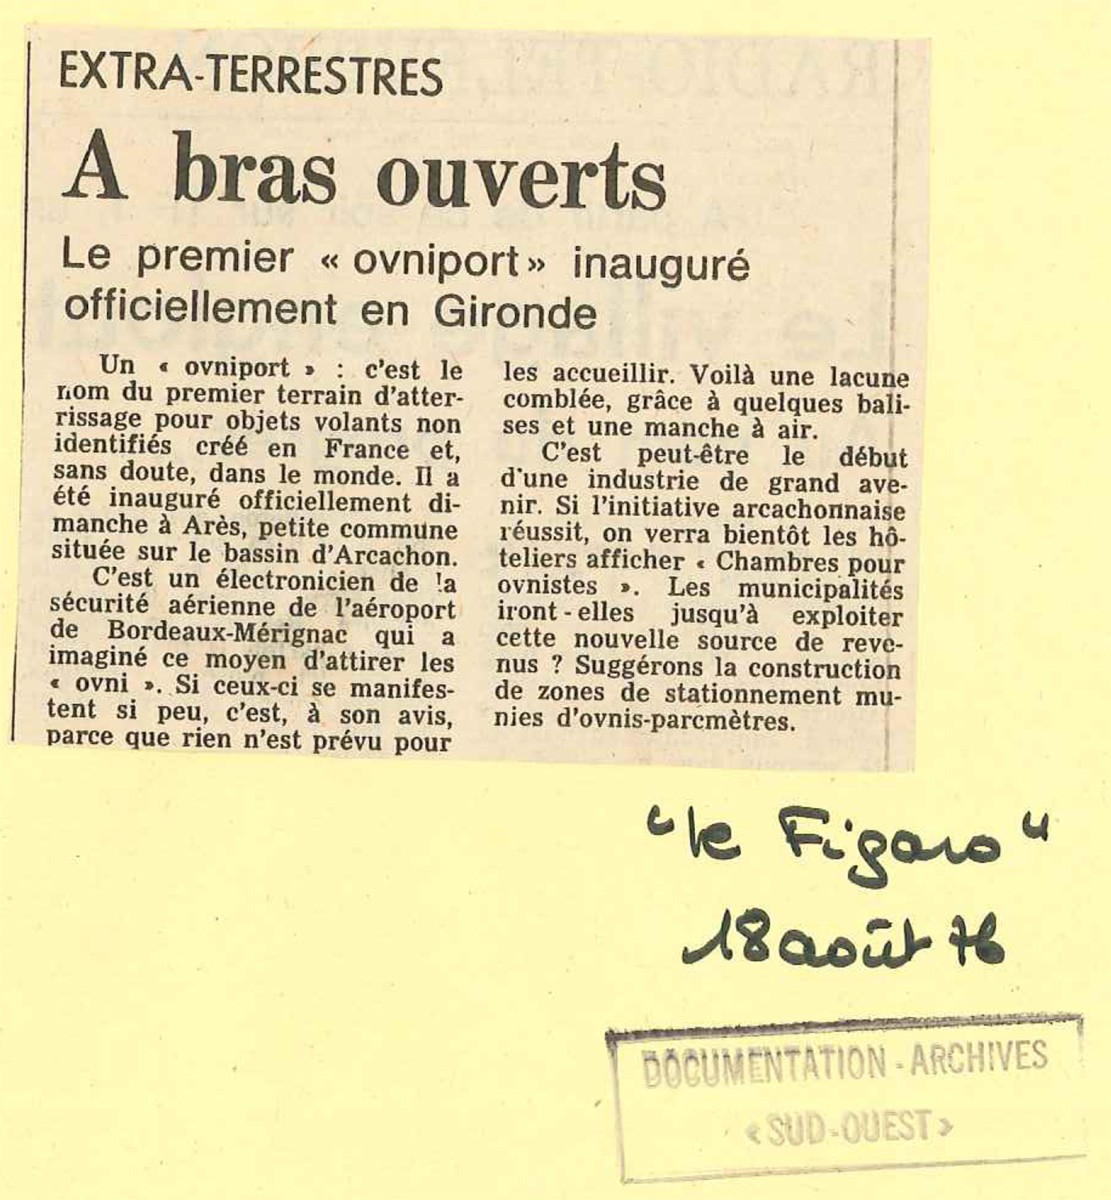 EXTRA-TERRESTRES
A bras ouverts
Le premier « ovniport » inauguré
officiellement en Gironde
Un « ovniport » : c'est le
nom du premier terrain d'atter-
rissage pour objets volants non
identifiés créé en France et,
sans doute, dans le monde. Il a
été inauguré officiellement di-
manche à Arès, petite commune
située sur le bassin d'Arcachon.
C'est un électronicien de la
sécurité aérienne de l'aéroport
de Bordeaux-Mérignac qui a
imaginé ce moyen d'attirer les
« ovni ». Si ceux-ci se manifes-
tent si peu, c'est, à son avis,
parce que rien n'est prévu pour
les accueillir. Voilà une lacune
comblée, grâce à quelques bali-
ses et une manche à air.
C'est peut-être le début
d'une industrie de grand ave-
nir. Si l'initiative arcachonnaise
réussit, on verra bientôt les hô-
teliers afficher « Chambres pour
ovnistes ». Les municipalités
iront-elles jusqu'à exploiter
cette nouvelle source de reve-
nus ? Suggérons la construction
de zones de stationnement mu-
nies d'ovnis-parcmètres.
"le Figaro"
18 août 76
DOCUMENTATION - ARCHIVES
« SUD-OUEST »